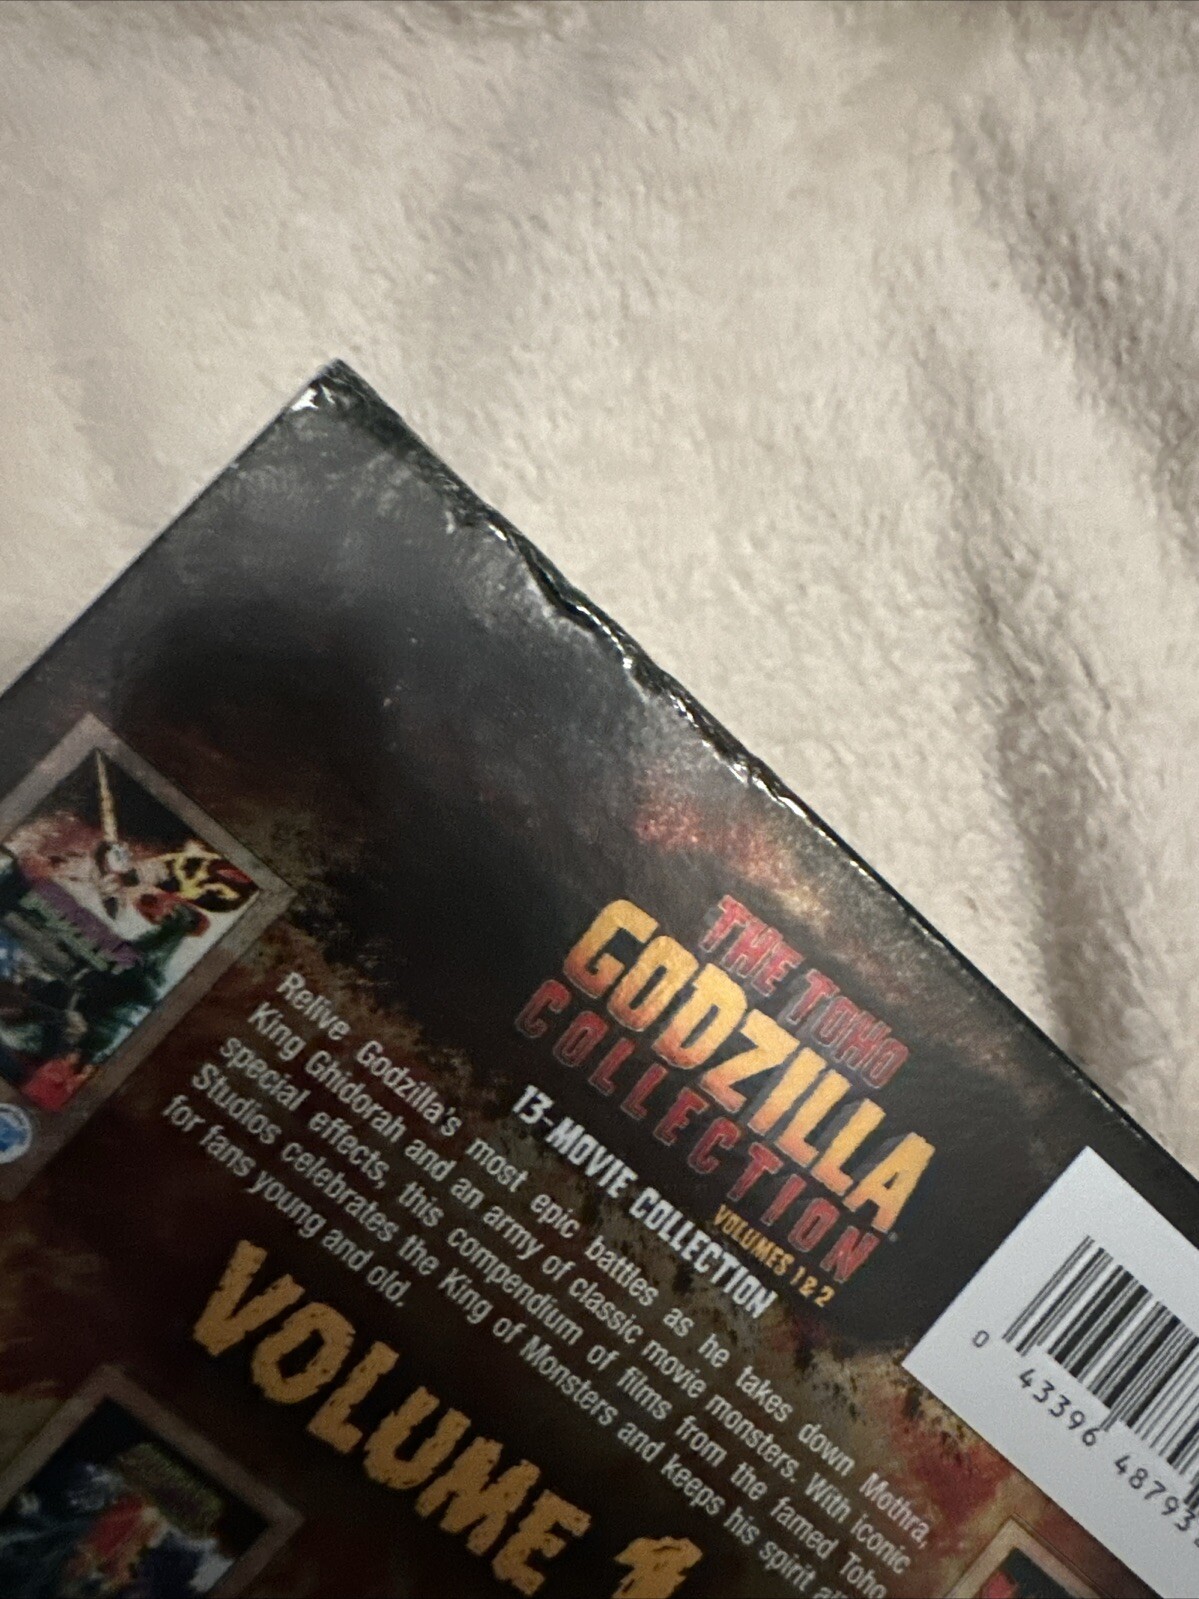 THE TOHO
GODZILLA
COLLECTION
VOLUMES 1 & 2
13-MOVIE COLLECTION
Relive Godzilla's most epic battles as he takes down Mothra,
King Ghidorah and an army of classic movie monsters. With iconic
special effects, this compendium of films from the famed Toho
Studios celebrates the King of Monsters and keeps his spirit
for fans young and old.
VOLUME 1
0 43396 48793